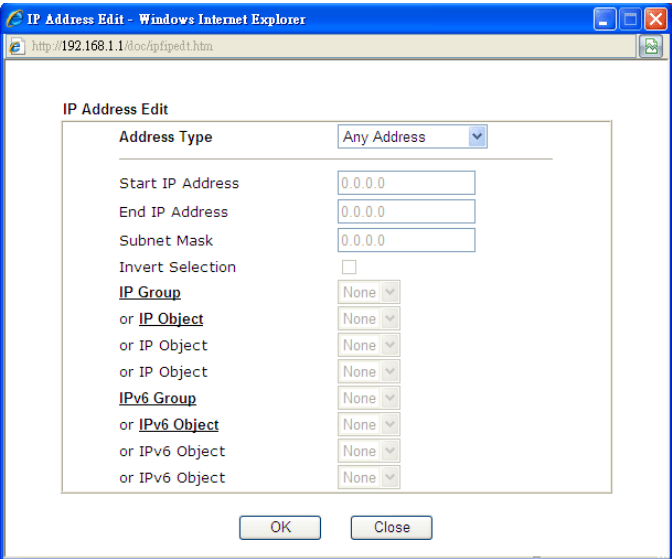 IP Address Edit - Windows Internet Explorer
http://192.168.1.1/doc/ipfipedt.htm
IP Address Edit
Address Type Any Address
Start IP Address 0.0.0.0
End IP Address 0.0.0.0
Subnet Mask 0.0.0.0
Invert Selection
IP Group None
or IP Object None
or IP Object None
or IP Object None
IPv6 Group None
or IPv6 Object None
or IPv6 Object None
or IPv6 Object None
OK Close